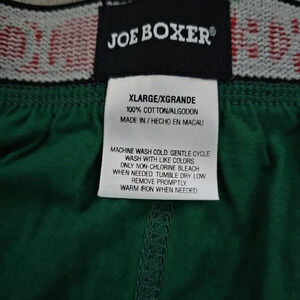 JOE BOXER®
XLARGE/XGRANDE
100% COTTON/ALGODON
MADE IN / HECHO EN MACAU
MACHINE WASH COLD, GENTLE CYCLE.
WASH WITH LIKE COLORS.
ONLY NON-CHLORINE BLEACH
WHEN NEEDED. TUMBLE DRY LOW.
REMOVE PROMPTLY.
WARM IRON WHEN NEEDED.